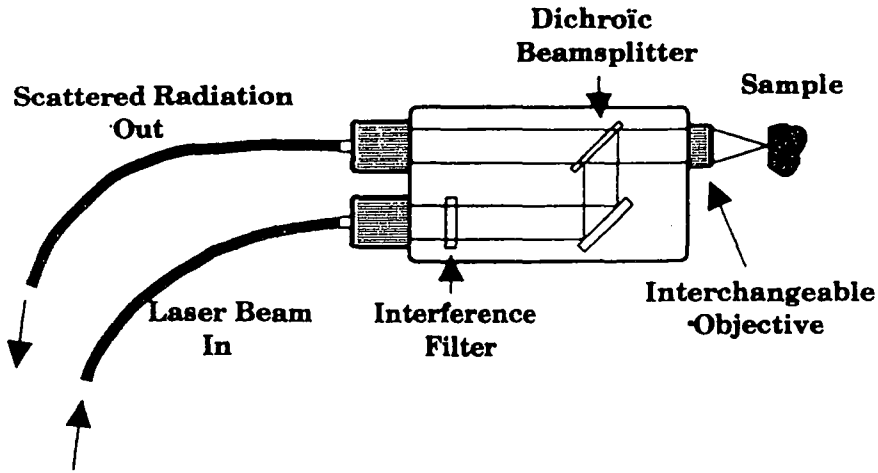 Dichroïc
Beamsplitter
Sample
Scattered Radiation
Out
Laser Beam
In
Interference
Filter
Interchangeable
Objective